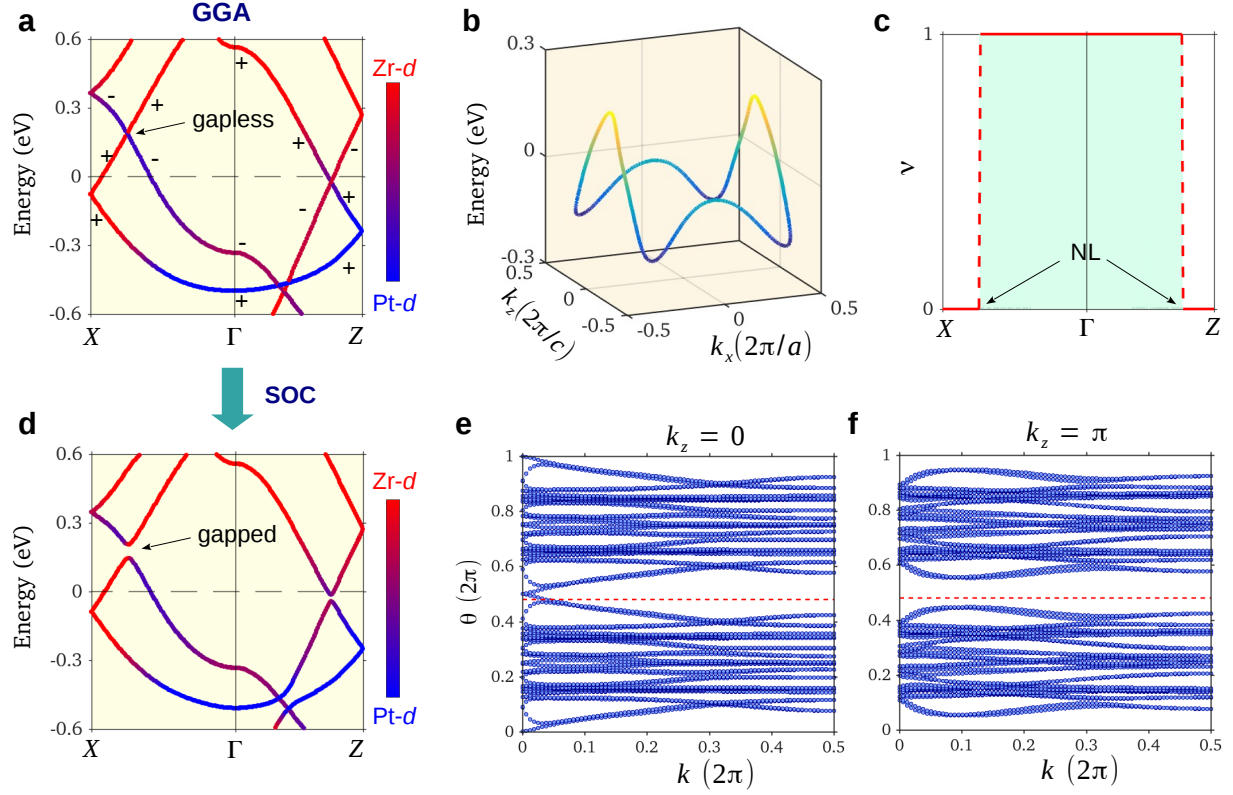 a
GGA
Energy (eV)
0.6
0.3
0
-0.3
-0.6
X
Γ
Z
gapless
-
+
+
-
+
+
-
+
+
-
-
+
-
+
Zr-d
Pt-d
b
Energy (eV)
0.3
0
-0.3
0.5
0
-0.5
k_z(2π/c)
-0.5
0
0.5
k_x(2π/a)
c
ν
1
0
NL
X
Γ
Z
SOC
d
Energy (eV)
0.6
0.3
0
-0.3
-0.6
X
Γ
Z
gapped
Zr-d
Pt-d
e
k_z = 0
θ (2π)
1
0.8
0.6
0.4
0.2
0
0
0.1
0.2
0.3
0.4
0.5
k (2π)
f
k_z = π
1
0.8
0.6
0.4
0.2
0
0
0.1
0.2
0.3
0.4
0.5
k (2π)